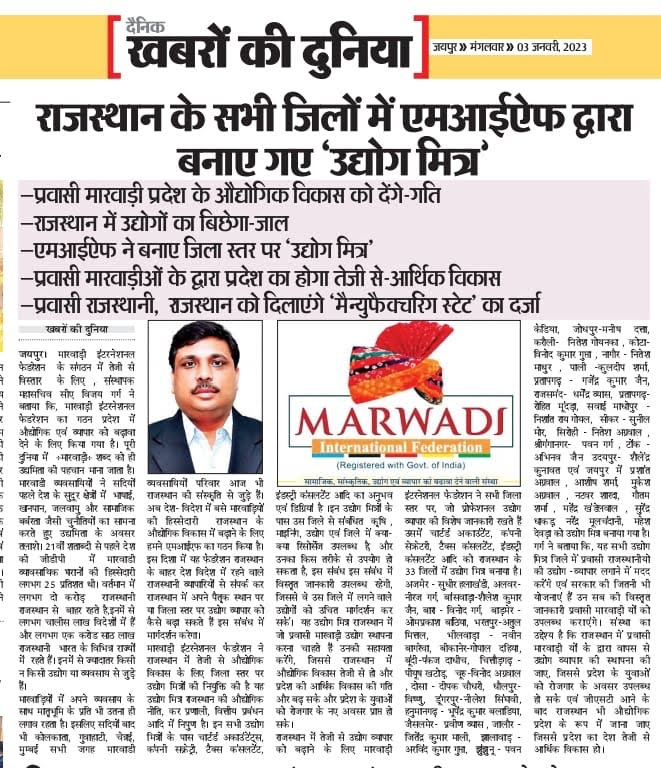 दैनिक
खबरों की दुनिया
जयपुर» मंगलवार» 03 जनवरी, 2023
राजस्थान के सभी जिलों में एमआईऐफ द्वारा
बनाए गए ‘उद्योग मित्र’
–प्रवासी मारवाड़ी प्रदेश के औद्योगिक विकास को देंगे-गति
–राजस्थान में उद्योगों का बिछेगा-जाल
–एमआईऐफ ने बनाए जिला स्तर पर ‘उद्योग मित्र’
–प्रवासी मारवाड़ीओं के द्वारा प्रदेश का होगा तेजी से-आर्थिक विकास
–प्रवासी राजस्थानी, राजस्थान को दिलाएंगे ‘मैन्युफैक्चरिंग स्टेट’ का दर्जा
खबरों की दुनिया
जयपुर। मारवाड़ी इंटरनेशनल
फेडरेशन के संगठन में तेजी से
विस्तार के लिए , संस्थापक
महासचिव सीए विजय गर्ग ने
बताया कि, मारवाड़ी इंटरनेशनल
फेडरेशन का गठन प्रदेश में
औद्योगिक एवं व्यापार को बढ़ावा
देने के लिए किया गया है। पूरी
दुनिया में ‹मारवाड़› शब्द को ही
उद्यमिता की पहचान माना जाता है।
मारवाडी व्यवसायियों ने सदियों
पहले देश के सुदूर क्षेत्रों में भाषाई,
खानपान, जलवायु और सामाजिक
बर्बरता जैसी चुनौतियों का सामना
करते हुए उद्यमिता के अवसर
तलाशे। 21वीं शताब्दी से पहले देश
की जीडीपी में मारवाडी
व्यावसायिक घरानों की हिस्सेदारी
लगभग 25 प्रतिशत थी। वर्तमान में
लगभग दो करोड़ राजस्थानी
राजस्थान से बाहर रहते है,इनमें से
लगभग चालीस लाख विदेशों में हैं
और लगभग एक करोड साठ लाख
राजस्थानी भारत के विभिन्न राज्यों
में रहते हैं। इनमें से ज्यादातर किसी
न किसी उद्योग या व्यवसाय से जुड़े
हैं।
मारवाड़ियों में अपने व्यवसाय के
साथ मातृभूमि के प्रति भी उतना ही
लगाव रहता है। इसलिए सदियों बाद
भी कोलकाता, गुवाहाटी, चेन्नई,
मुम्बई सभी जगह मारवाडी
व्यवसायियों परिवार आज भी
राजस्थान की संस्कृति से जुड़े हैं।
अब देश- विदेश में बसे मारवाड़ियों
की हिस्सेदारी राजस्थान के
औद्योगिक विकास में बढ़ाने के लिए
हमने एमआईएफ का गठन किया है।
इस दिशा में यह फेडरेशन राजस्थान
के बाहर देश विदेश में रहने वाले
राजस्थानी व्यापारियों से संपर्क कर
राजस्थान में अपने पैतृक स्थान पर
या जिला स्तर पर उद्योग व्यापार को
कैसे बढ़ा सकते हैं इस संबंध में
मार्गदर्शन करेगा।
मारवाड़ी इंटरनेशनल फेडरेशन ने
राजस्थान में तेजी से औद्योगिक
विकास के लिए जिला स्तर पर
उद्योग मित्रों की नियुक्ति की है यह
उद्योग मित्र राजस्थान की औद्योगिक
नीति, कर प्रणाली, वित्तीय प्रबंधन
आदि में निपुण है। इन सभी उद्योग
मित्रों के पास चार्टर्ड अकाउंटेंट्स,
कंपनी सक्रेट्री, टैक्स कंसलटेंट,
MARWADI
International Federation
(Registered with Govt. of India)
सामाजिक, सांस्कृतिक, उद्योग एवं व्यापार को बढ़ावा देने वाली संस्था
इंडस्ट्री कंसलटेंट आदि का अनुभव
एवं डिग्रियां है ।इन उद्योग मित्रों के
पास उस जिले से संबंधित कृषि ,
माइनिंग, उद्योग एवं जिले में क्या-
क्या रिसोर्सेज उपलब्ध है और
उनका किस तरीके से उपयोग हो
सकता है, इस संबंध इस संबंध में
विस्तृत जानकारी उपलब्ध रहेगी,
जिससे वे उस जिले में लगने वाले
उद्योगों को उचित मार्गदर्शन कर
सके'। यह उद्योग मित्र राजस्थान में
जो प्रवासी मारवाड़ी उद्योग स्थापना
करना चाहते हैं उनकी सहायता
करेंगे, जिससे राजस्थान में
औद्योगिक विकास तेजी से हो और
प्रदेश की आर्थिक विकास की गति
और बढ़ सके और प्रदेश के युवाओं
को रोजगार के नए अवसर प्राप्त हो
सके।
राजस्थान में तेजी से उद्योग व्यापार
को बढ़ाने के लिए मारवाड़ी
इंटरनेशनल फेडरेशन ने सभी जिला
स्तर पर, जो प्रोफेशनल उद्योग
व्यापार की विशेष जानकारी रखते हैं
उसमें चार्टर्ड अकाउंटेंट, कंपनी
सेक्रेटरी, टैक्स कंसलटेंट, इंडस्ट्री
कंसलटेंट आदि को राजस्थान के
33 जिलों में उद्योग मित्र बनाया है।
अजमेर - सुधीर हलाखंडी, अलवर-
नीरज गर्ग, बांसवाड़ा-शैलेश कुमार
जैन, बारं - विनोद गर्ग, बाड़मेर-
ओमप्रकाश बांठिया, भरतपुर-अतुल
मित्तल, भीलवाड़ा - नवीन
बागरेचा, बीकानेर-गोपाल दहिया,
बूंदी-पंकज दाधीच, चित्तौड़गढ़ -
पीयूष खटोड़, चूरू-विनोद अग्रवाल
, दौसा - दीपक चौधरी, धौलपुर-
विष्णु, डूंगरपुर-नीलेश सिंघवी,
हनुमानगढ़ - भूपेंद्र कुमार बलाडिया,
जैसलमेर- प्रवीण व्यास , जालौर -
जितेंद्र कुमार माली, झालावाड़ -
अरविंद कुमार गुप्ता, झुंझुनू - पवन
केडिया, जोधपुर-मनीष दत्ता,
करौली- नितेश गोयनका , कोटा-
विनोद कुमार गुप्ता , नागौर - नितेश
माथुर , पाली -कुलदीप शर्मा,
प्रतापगढ़ - गजेंद्र कुमार जैन,
राजसमंद- धर्मेंद्र व्यास, प्रतापगढ़-
रोहित मूंदड़ा, सवाई माधोपुर -
निशांत राय गोपल, सीकर - सुनील
मोर, सिरोही - नितेश अग्रवाल ,
श्रीगंगानगर- पवन गर्ग , टोंक -
अभिनव जैन उदयपुर- शैलेंद्र
कुनावत एवं जयपुर में प्रशांत
अग्रवाल , आशीष शर्मा, मुकेश
अग्रवाल , नटवर शारदा, गौतम
शर्मा , महेंद्र खंडेलवाल , सुरेंद्र
धाकड़ नरेंद्र मूलचंदानी, महेश
देवड़ा को उद्योग मित्र बनाया गया है।
गर्ग ने बताया कि, यह सभी उद्योग
मित्र जिले में प्रवासी राजस्थानीयो
को उद्योग -व्यापार लगाने में मदद
करेंगे एवं सरकार की जितनी भी
योजनाएं हैं उन सब की विस्तृत
जानकारी प्रवासी मारवाड़ी यों को
उपलब्ध कराएंगे। संस्था का
उद्देश्य है कि राजस्थान में प्रवासी
मारवाड़ी यों के द्वारा वापस से
उद्योग व्यापार की स्थापना की
जाए, जिससे प्रदेश के युवाओं
को रोजगार के अवसर उपलब्ध
हो सके एवं जीएसटी आने के
बाद राजस्थान भी औद्योगिक
प्रदेश के रूप में जाना जाए
जिससे प्रदेश का देश तेजी से
आर्थिक विकास हो।